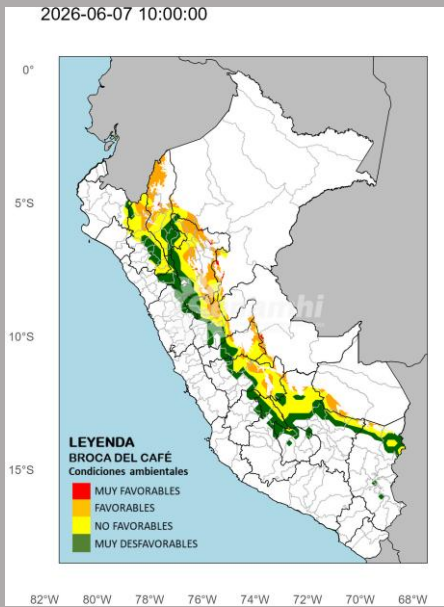 2026-06-07 10:00:00
0°
5°S
10°S
15°S
senamhi
LEYENDA
BROCA DEL CAFÉ
Condiciones ambientales
MUY FAVORABLES
FAVORABLES
NO FAVORABLES
MUY DESFAVORABLES
82°W 80°W 78°W 76°W 74°W 72°W 70°W 68°W